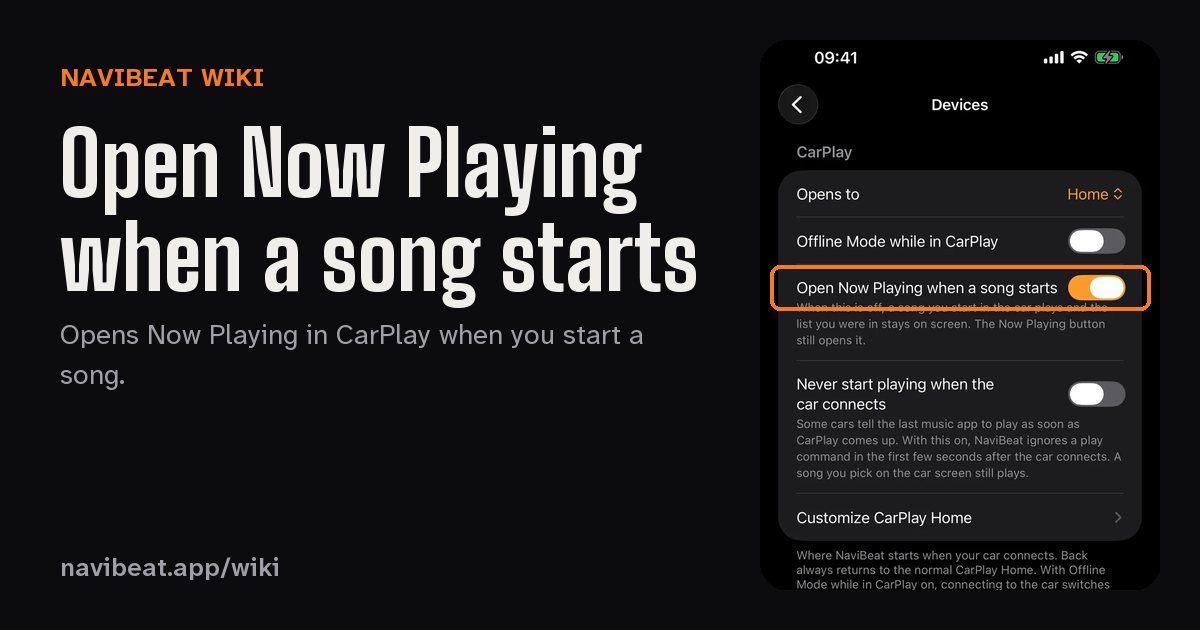 NAVIBEAT WIKI
Open Now Playing
when a song starts
Opens Now Playing in CarPlay when you start a
song.
navibeat.app/wiki
09:41
Devices
CarPlay
Opens to
Home
Offline Mode while in CarPlay
Open Now Playing when a song starts
When this is off, a song you start in the car plays and the
list you were in stays on screen. The Now Playing button
still opens it.
Never start playing when the
car connects
Some cars tell the last music app to play as soon as
CarPlay comes up. With this on, NaviBeat ignores a play
command in the first few seconds after the car connects. A
song you pick on the car screen still plays.
Customize CarPlay Home
Where NaviBeat starts when your car connects. Back
always returns to the normal CarPlay Home. With Offline
Mode while in CarPlay on, connecting to the car switches